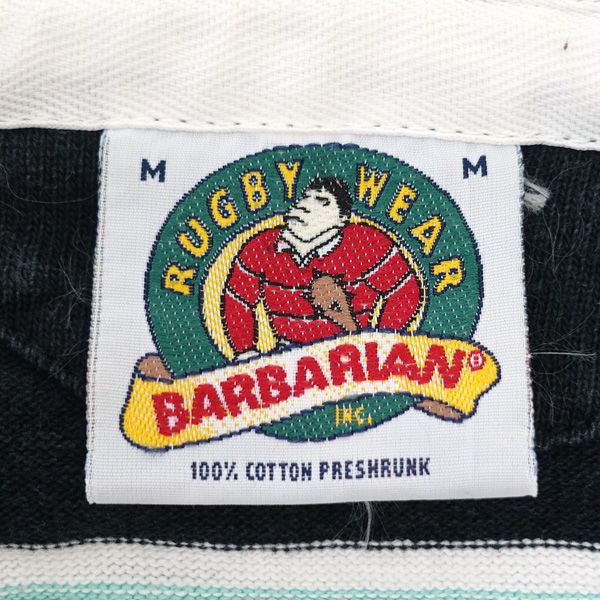 M M
RUGBY WEAR
BARBARIAN®
INC.
100% COTTON PRESHRUNK